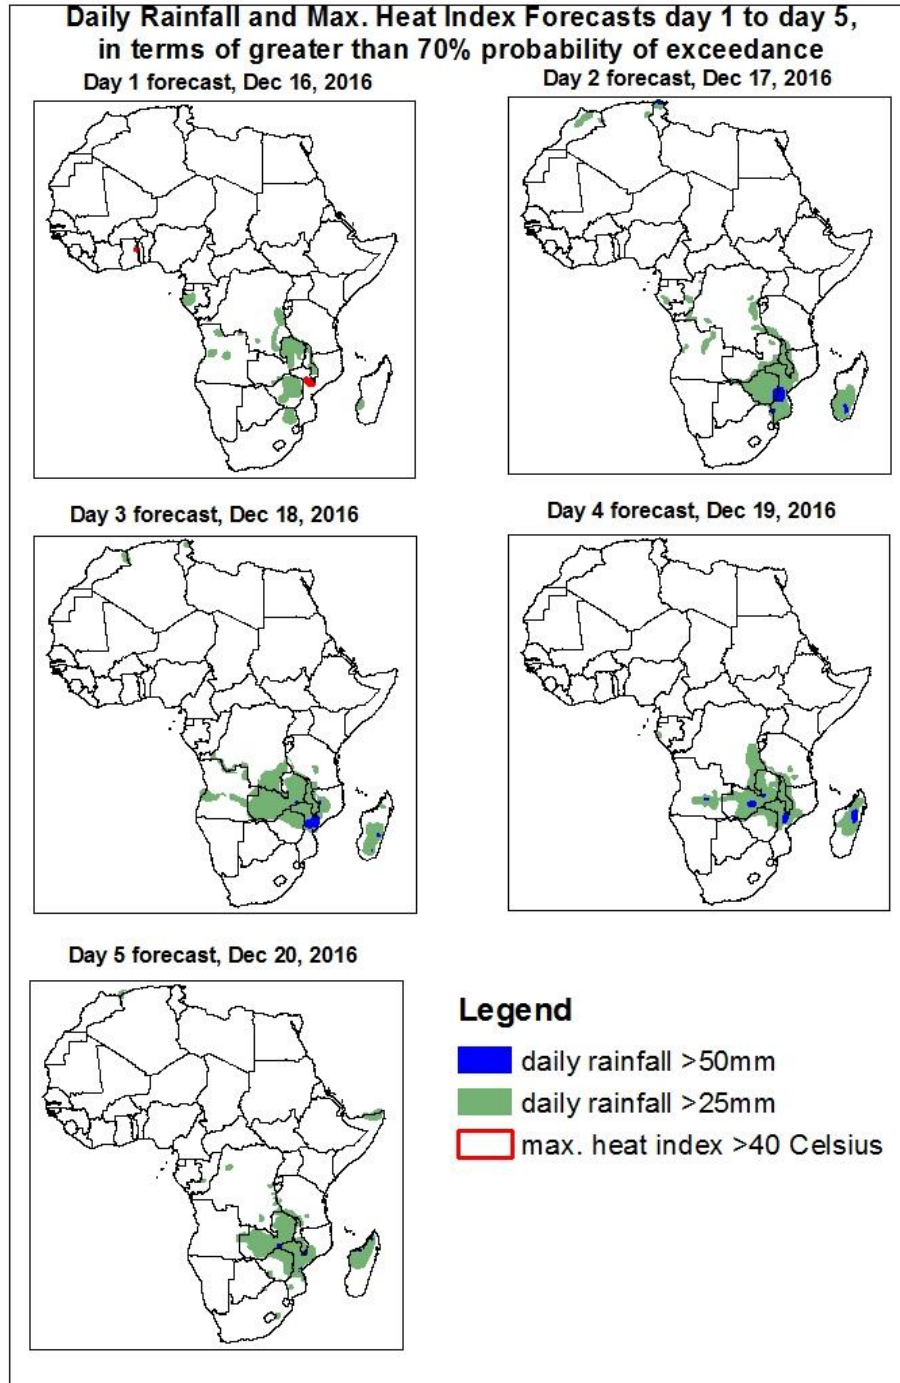 Daily Rainfall and Max. Heat Index Forecasts day 1 to day 5,
in terms of greater than 70% probability of exceedance
Day 1 forecast, Dec 16, 2016
Day 2 forecast, Dec 17, 2016
Day 3 forecast, Dec 18, 2016
Day 4 forecast, Dec 19, 2016
Day 5 forecast, Dec 20, 2016
Legend
daily rainfall >50mm
daily rainfall >25mm
max. heat index >40 Celsius